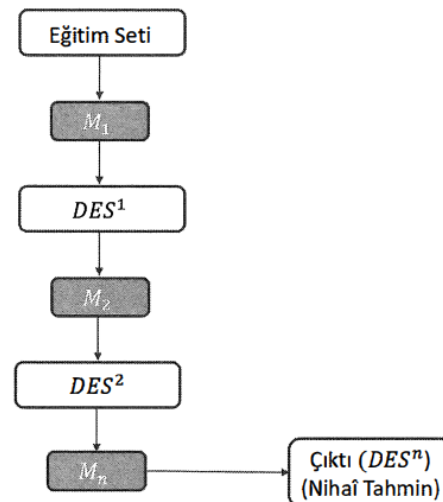 Eğitim Seti
M₁
DES¹
M₂
DES²
Mₙ
Çıktı (DESⁿ)
(Nihaî Tahmin)